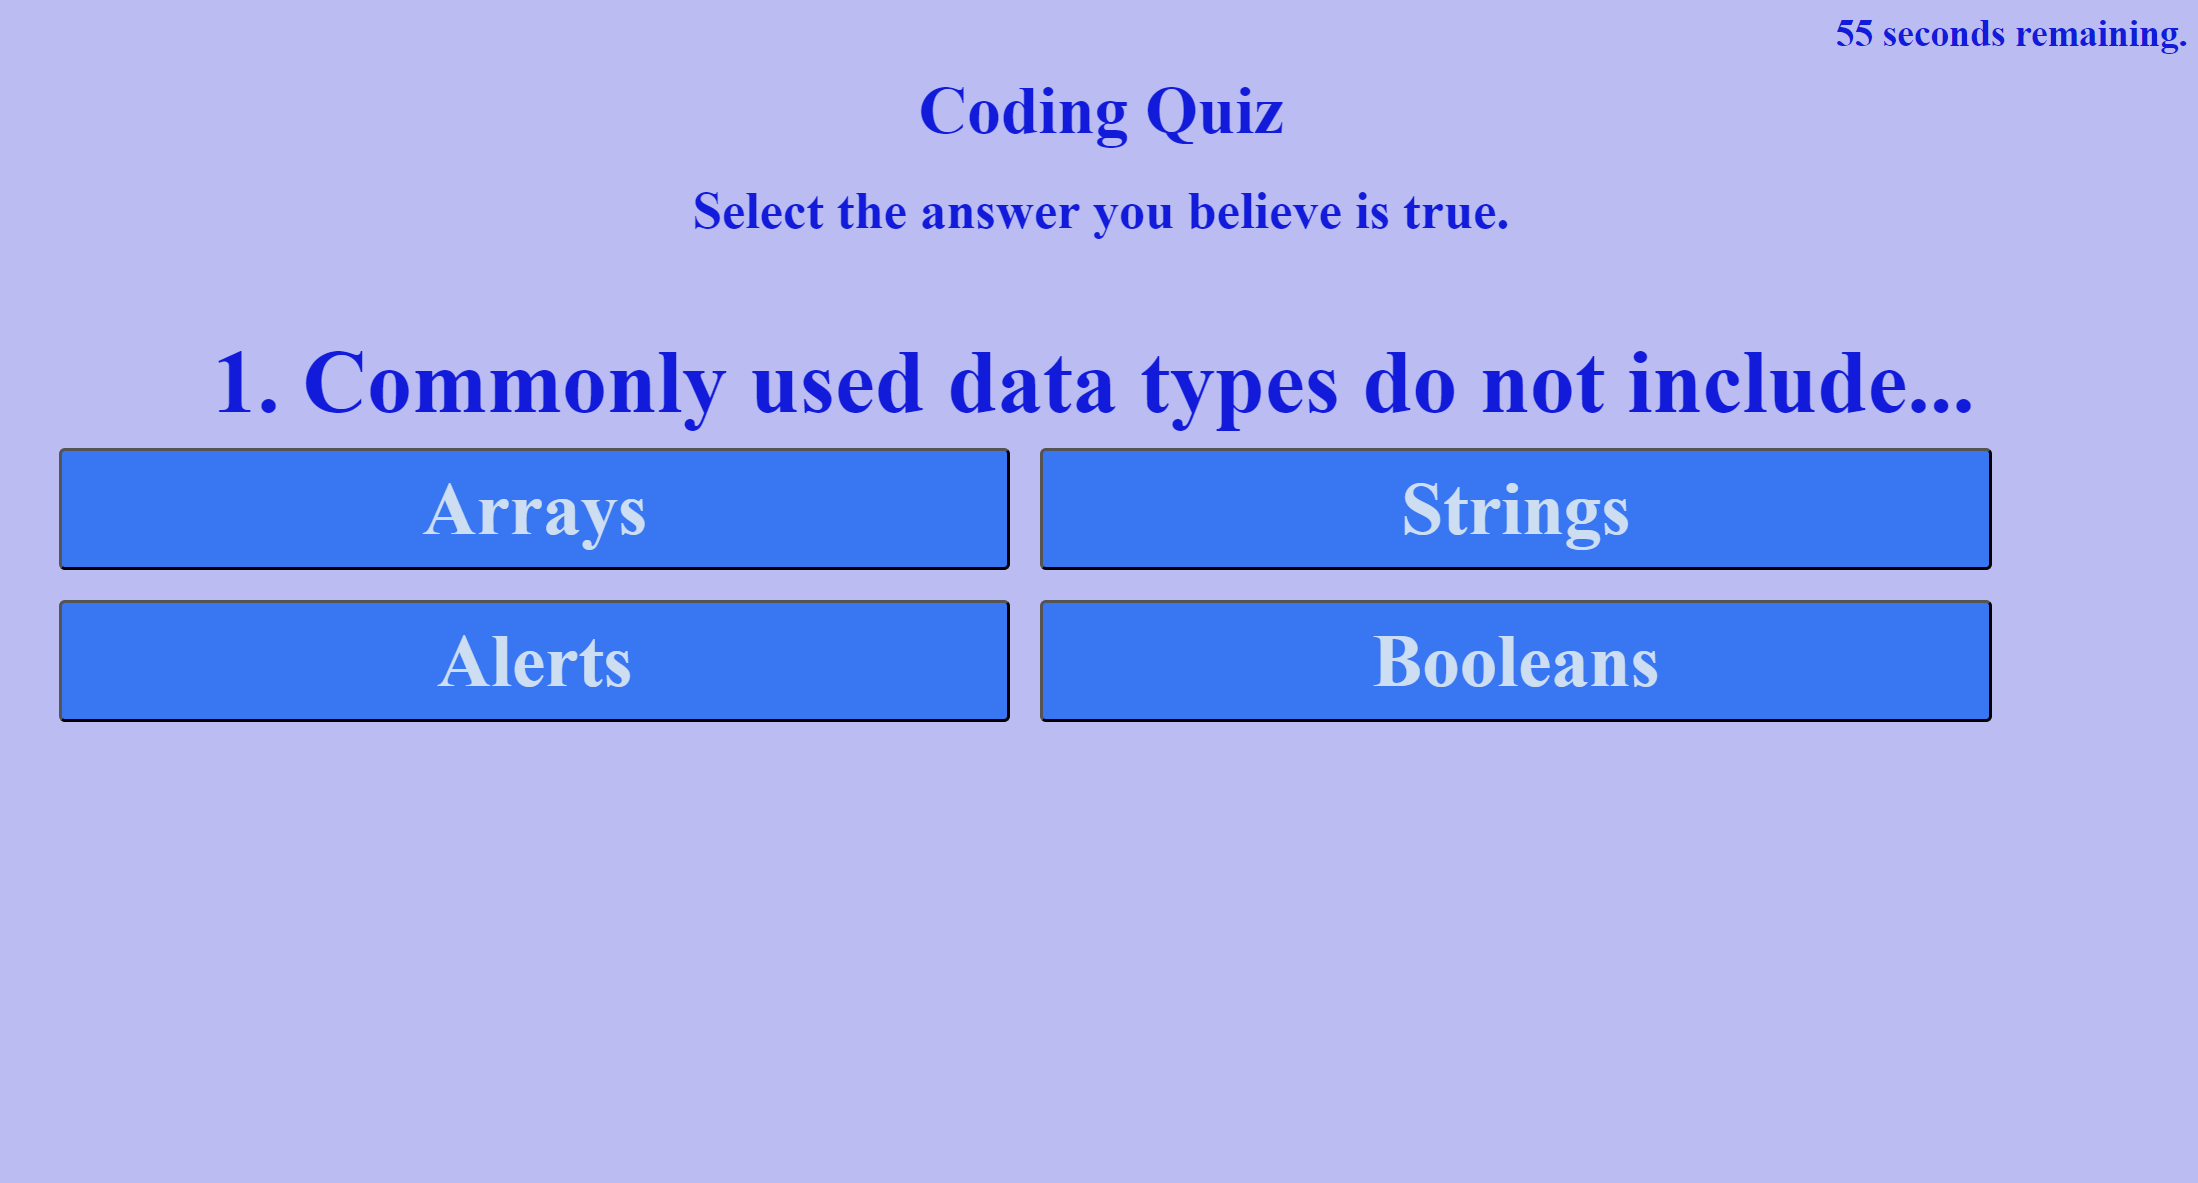 55 seconds remaining.
Coding Quiz
Select the answer you believe is true.
1. Commonly used data types do not include...
Arrays
Strings
Alerts
Booleans